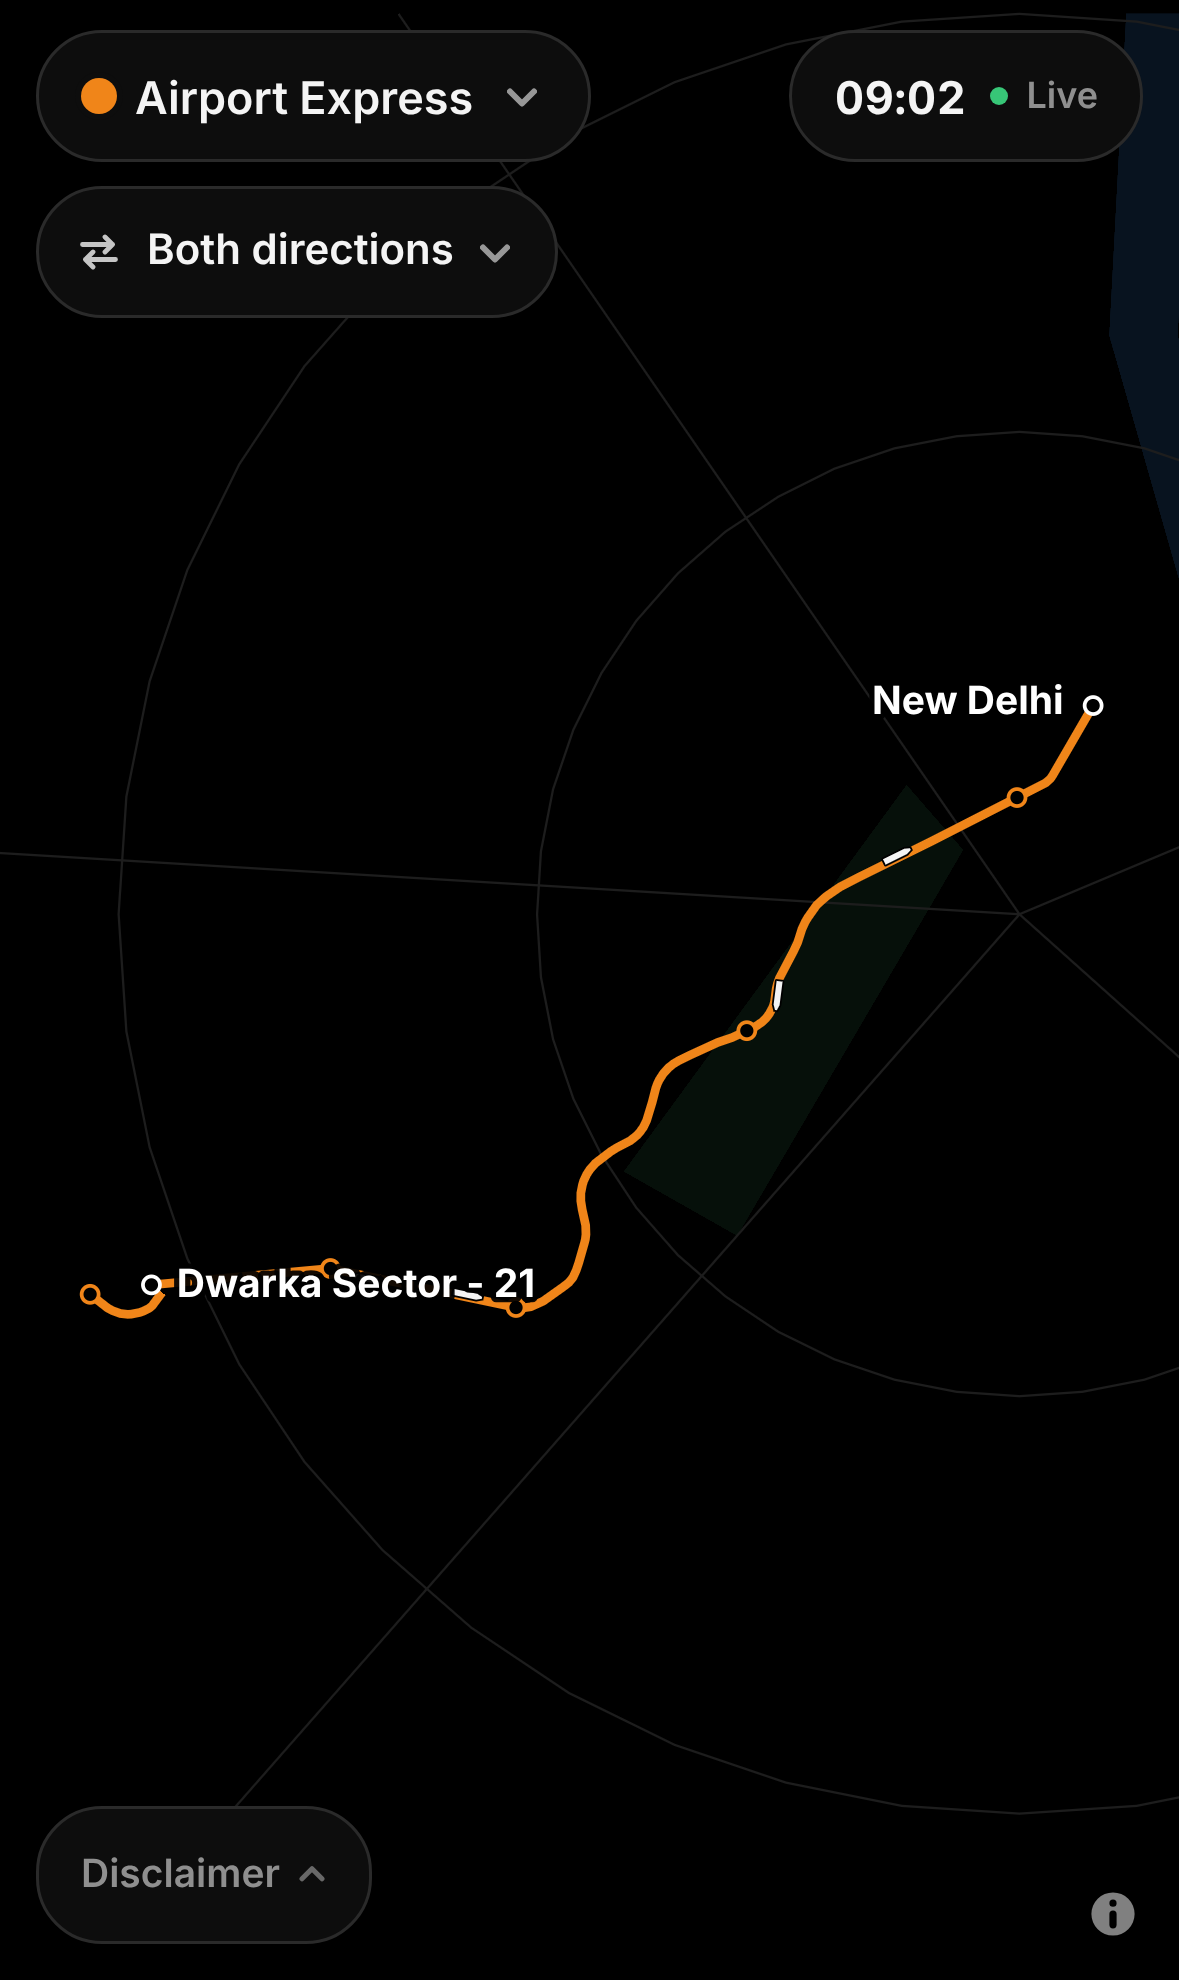 Airport Express
09:02 Live
Both directions
New Delhi
Dwarka Sector - 21
Disclaimer